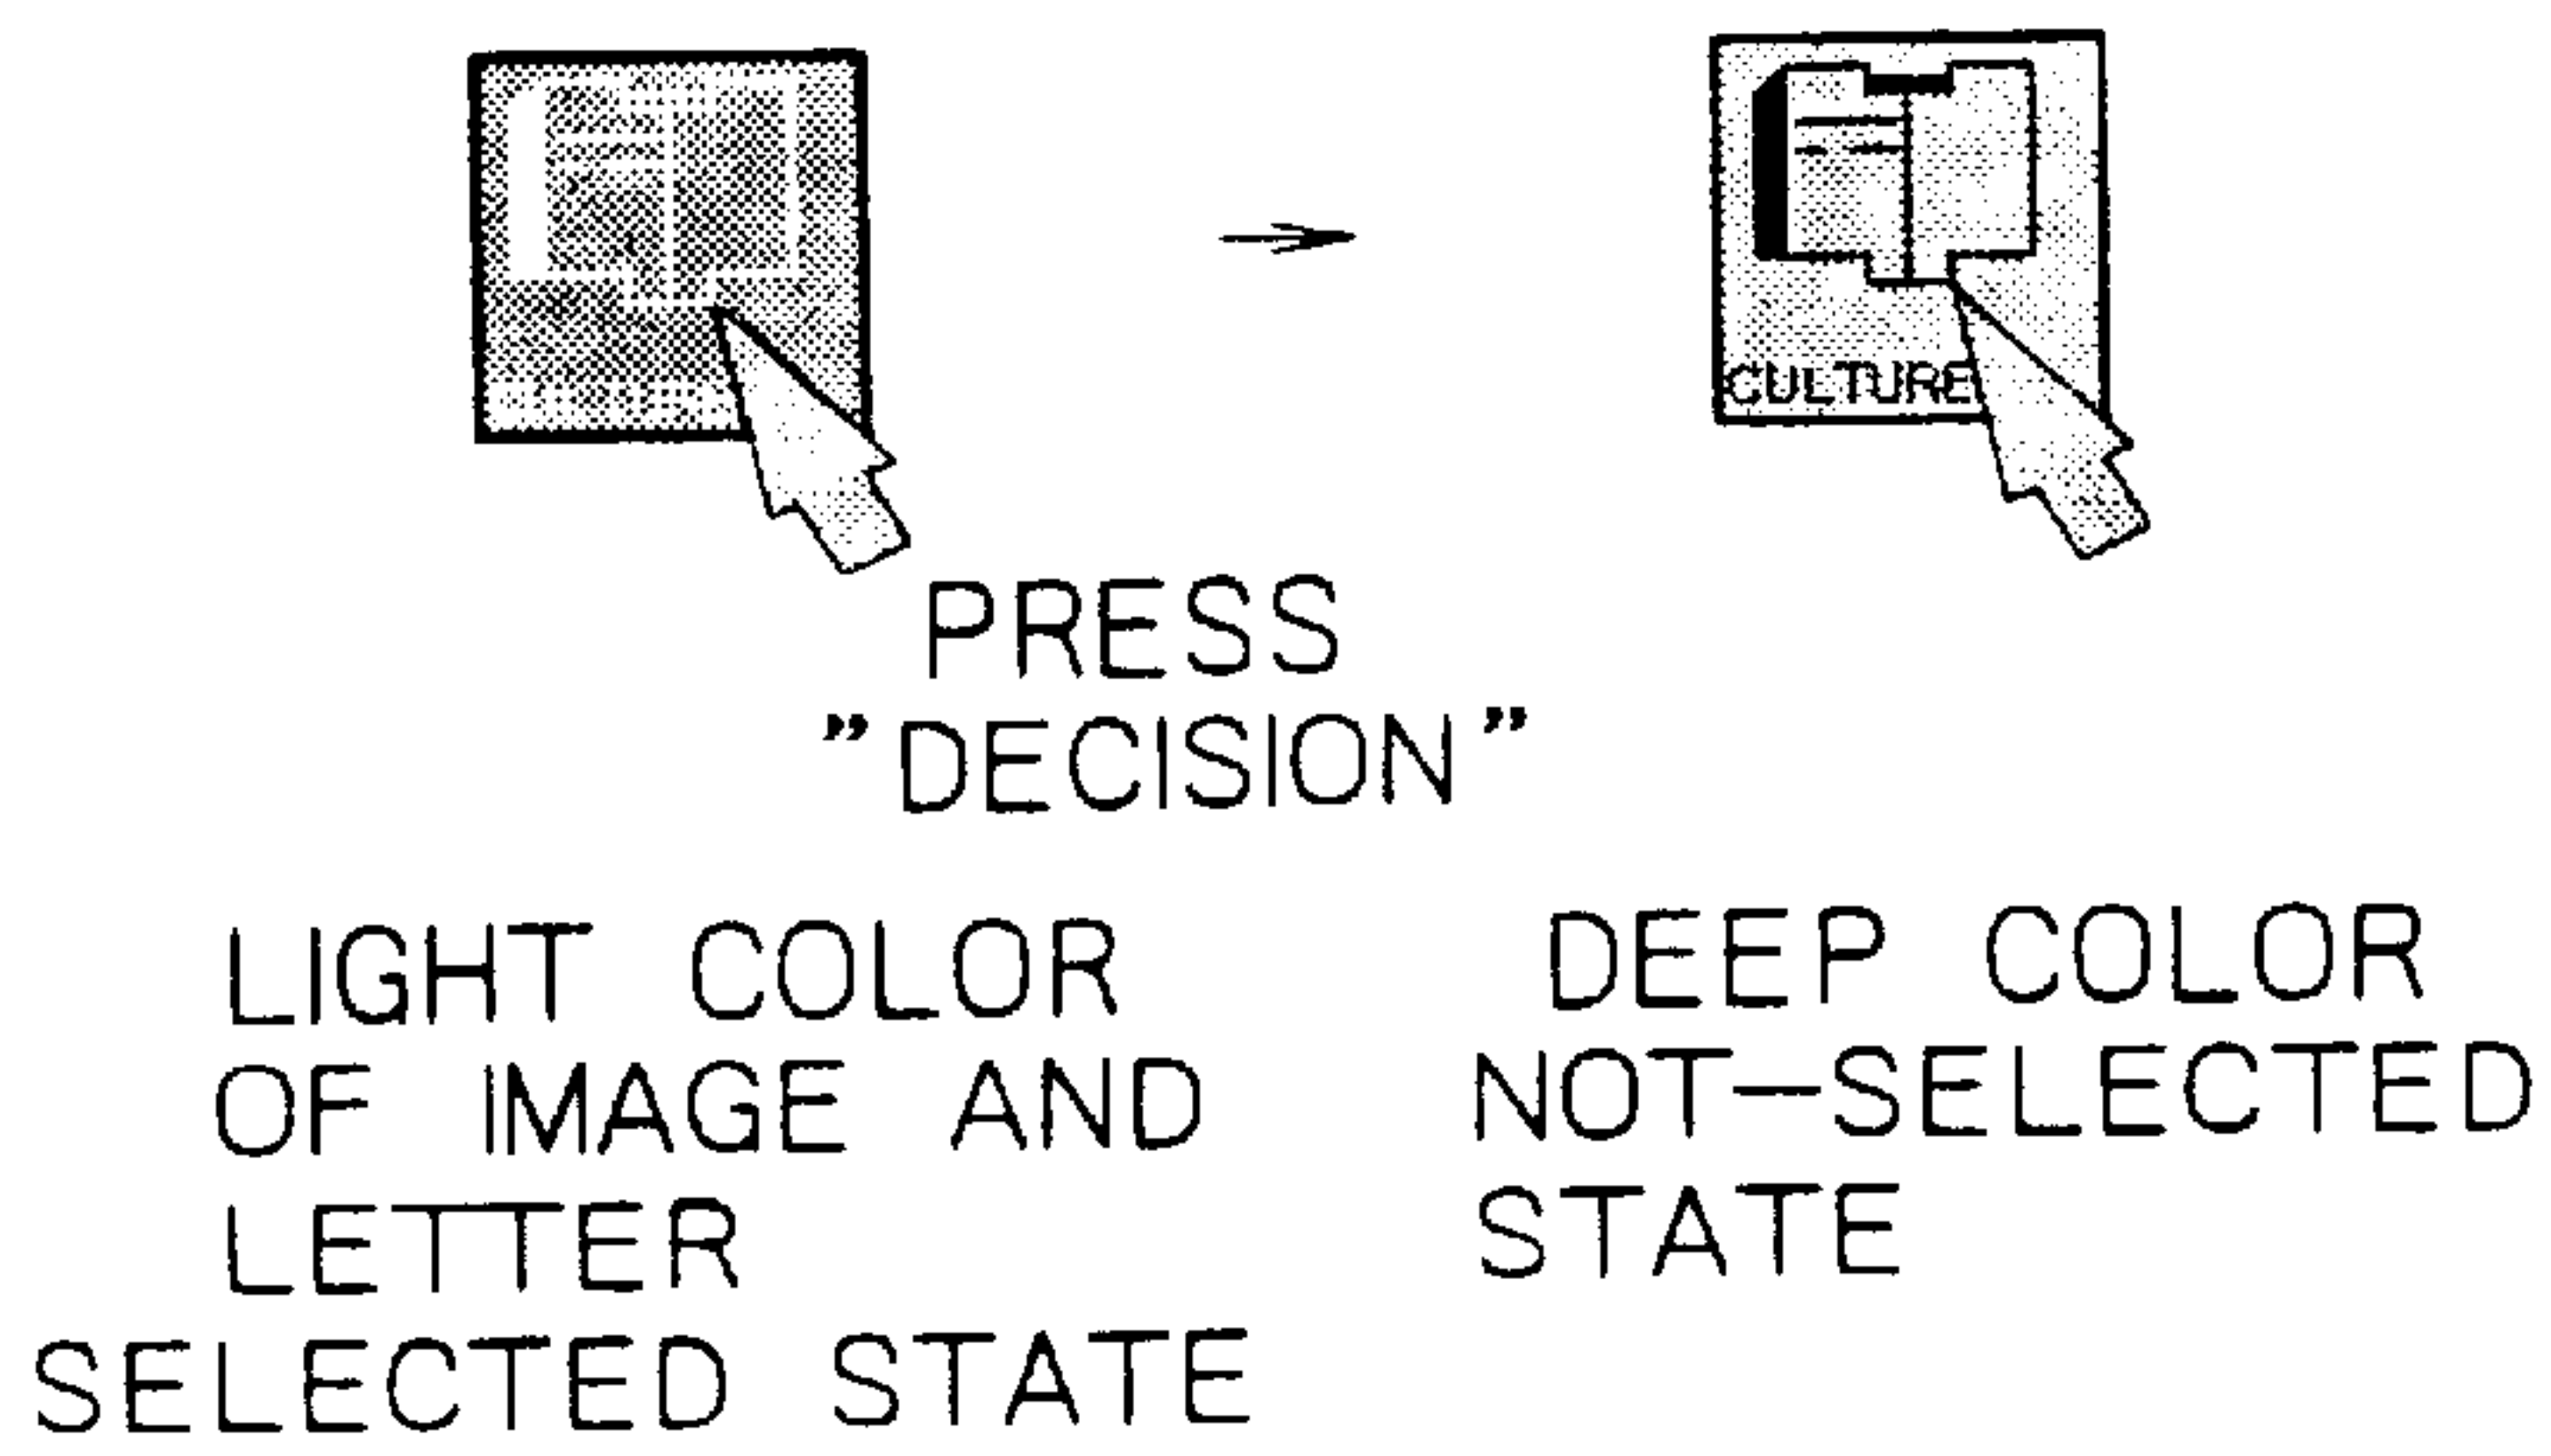 CULTURE
PRESS
"DECISION"
LIGHT COLOR
OF IMAGE AND
LETTER
SELECTED STATE
DEEP COLOR
NOT-SELECTED
STATE